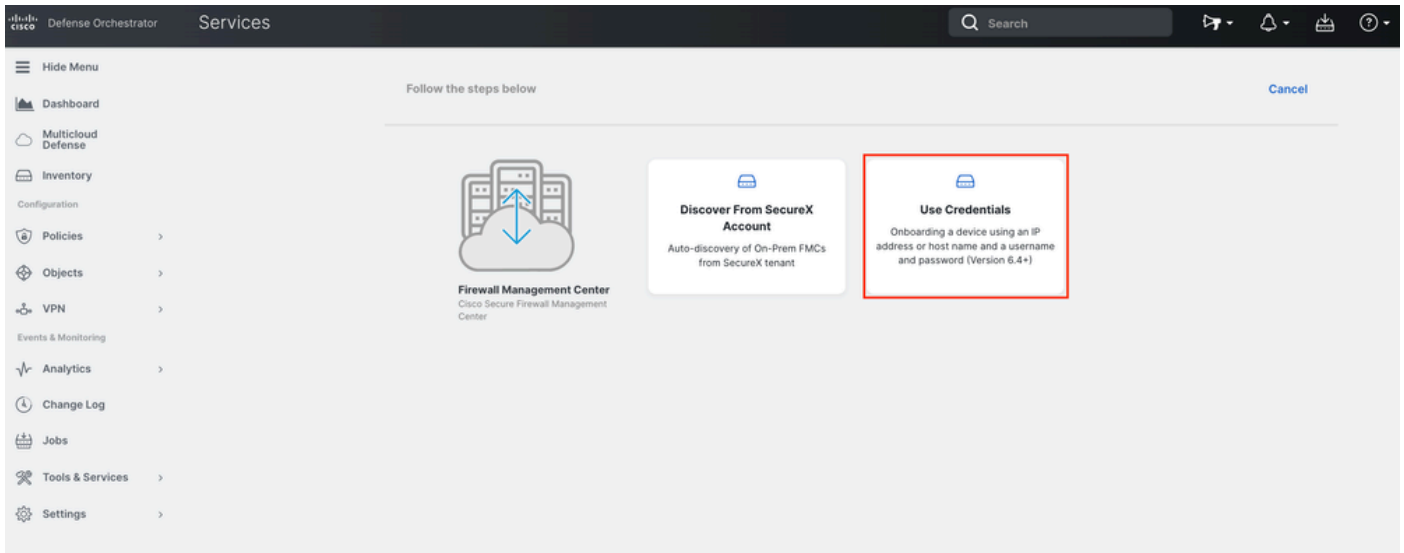 cisco Defense Orchestrator Services Search
Hide Menu
Follow the steps below Cancel
Dashboard
Multicloud
Defense
Inventory
Configuration
Policies
Objects
VPN
Events & Monitoring
Analytics
Change Log
Jobs
Tools & Services
Settings
Firewall Management Center
Cisco Secure Firewall Management
Center
Discover From SecureX
Account
Auto-discovery of On-Prem FMCs
from SecureX tenant
Use Credentials
Onboarding a device using an IP
address or host name and a username
and password (Version 6.4+)